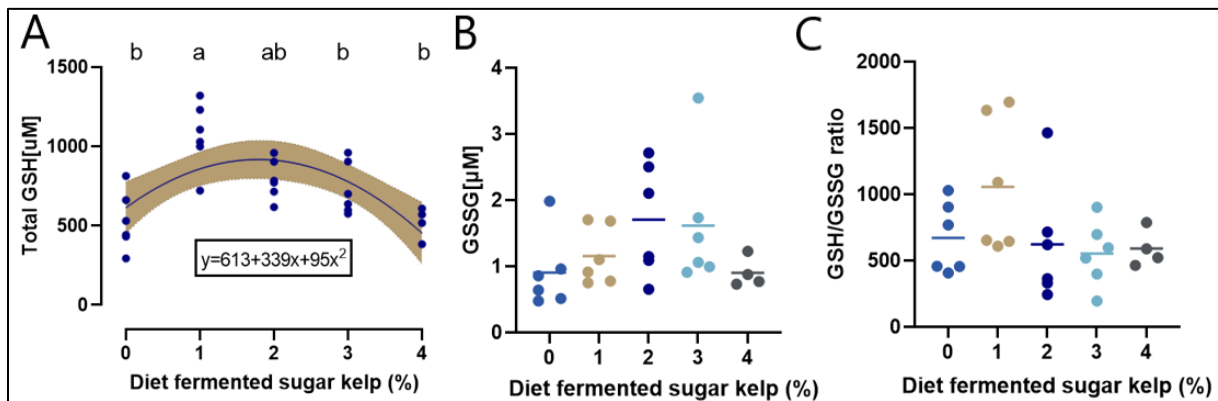 A
b a ab b b
Total GSH[uM]
1500
1000
500
0
y=613+339x+95x²
0 1 2 3 4
Diet fermented sugar kelp (%)
B
GSSG[µM]
4
3
2
1
0
0 1 2 3 4
Diet fermented sugar kelp (%)
C
GSH/GSSG ratio
2000
1500
1000
500
0
0 1 2 3 4
Diet fermented sugar kelp (%)